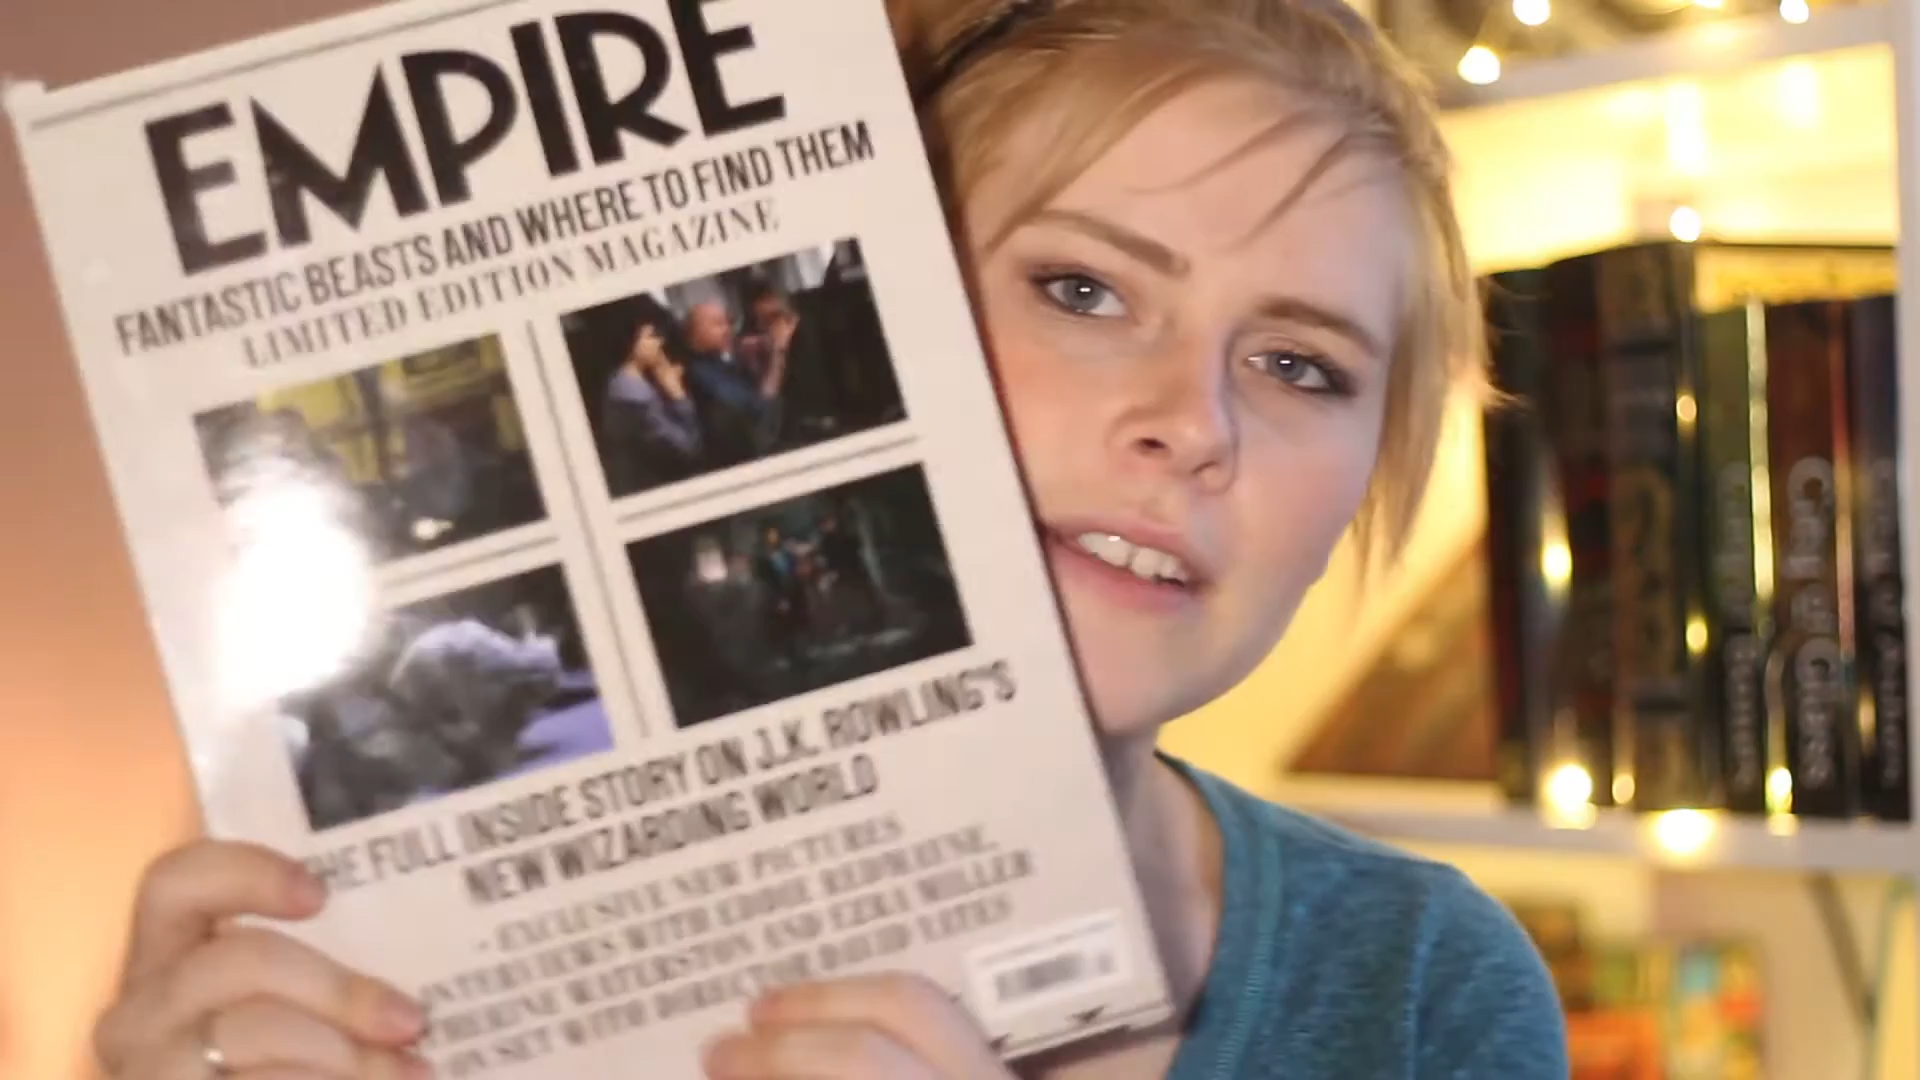 EMPIRE
FANTASTIC BEASTS AND WHERE TO FIND THEM
LIMITED EDITION MAGAZINE
THE FULL INSIDE STORY ON J.K. ROWLING'S
NEW WIZARDING WORLD
- EXCLUSIVE NEW PICTURES
INTERVIEWS WITH EDDIE REDMAYNE,
WATERSTON AND EZRA MILLER
ON SET WITH DIRECTOR DAVID YATES